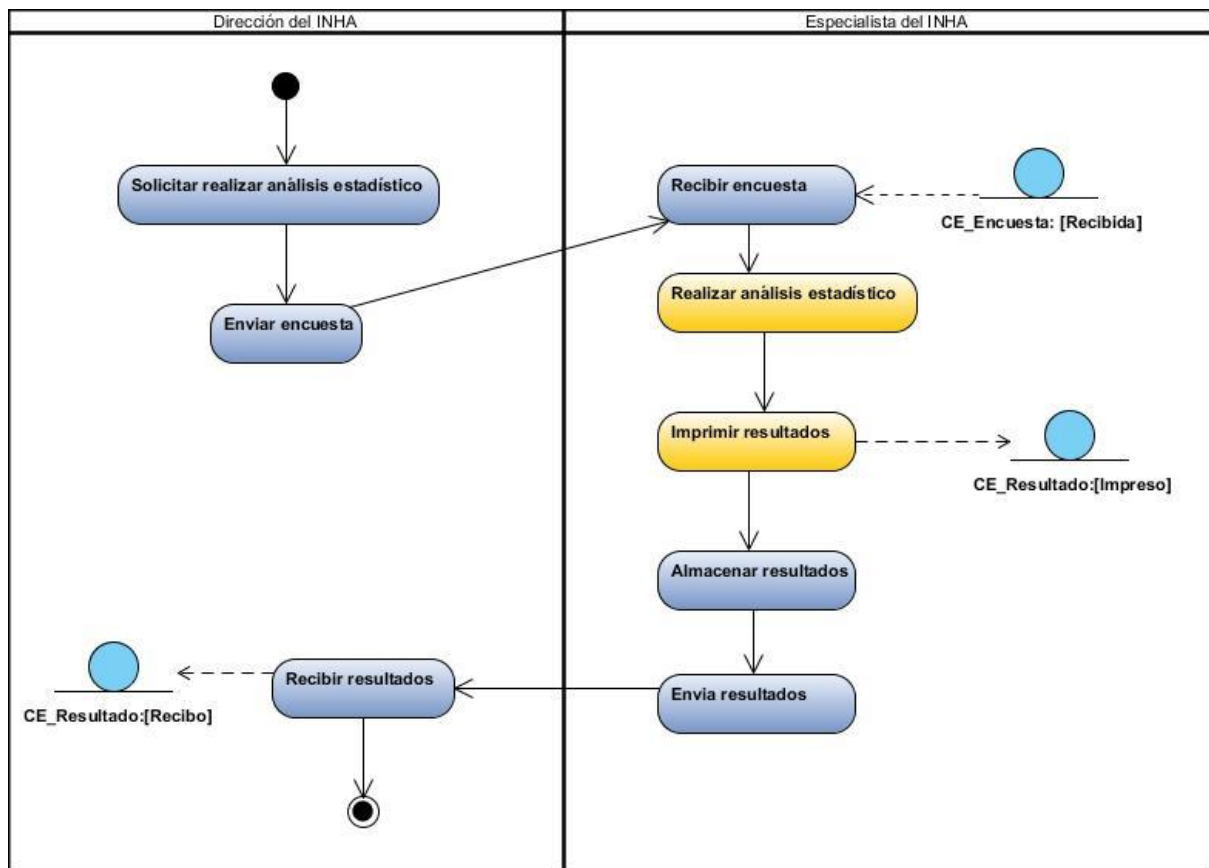 Dirección del INHA
Especialista del INHA
Solicitar realizar análisis estadístico
Enviar encuesta
Recibir encuesta
CE_Encuesta: [Recibida]
Realizar análisis estadístico
Imprimir resultados
CE_Resultado:[Impreso]
Almacenar resultados
Envia resultados
Recibir resultados
CE_Resultado:[Recibo]